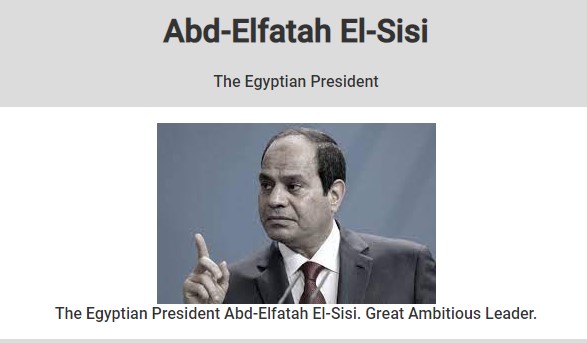 Abd-Elfatah El-Sisi
The Egyptian President
The Egyptian President Abd-Elfatah El-Sisi. Great Ambitious Leader.